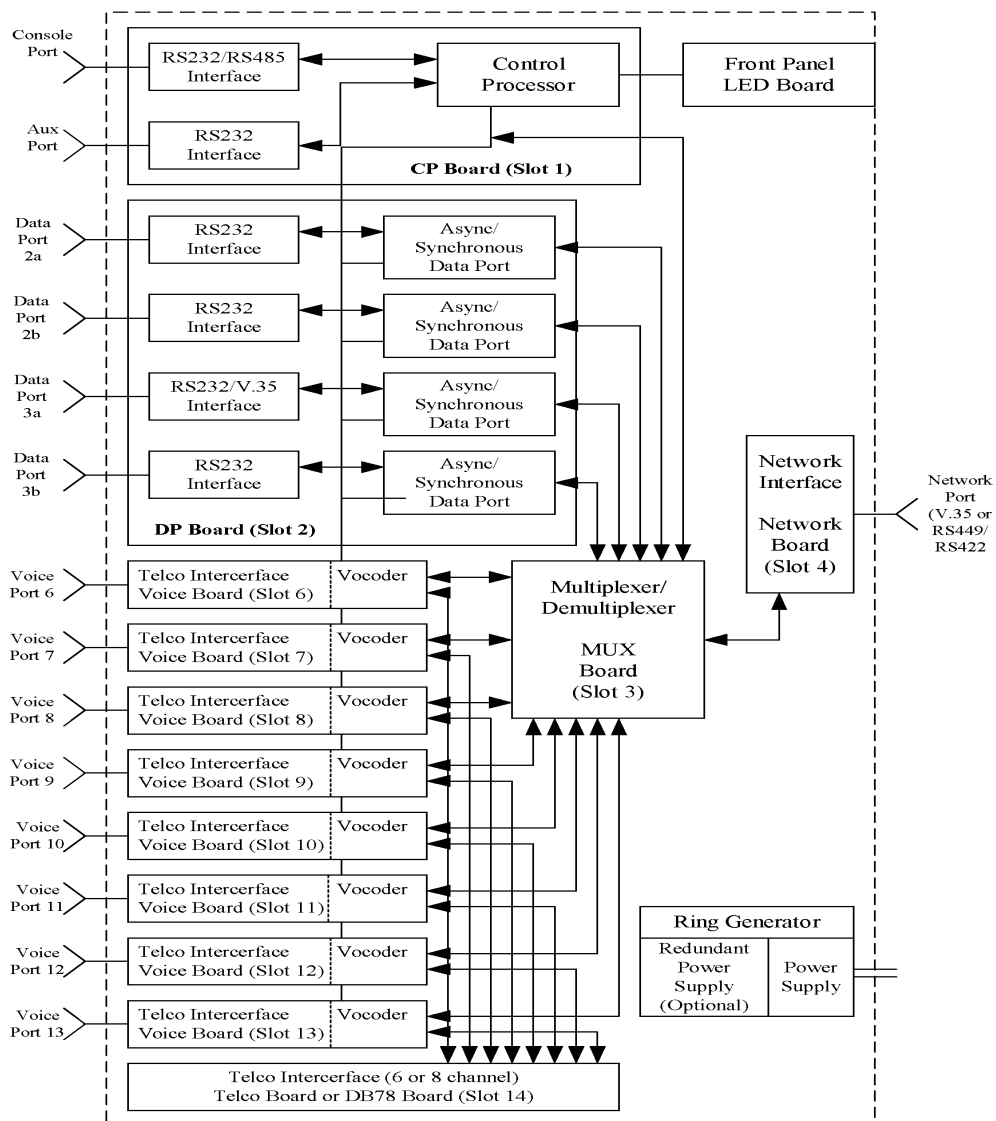 Console
Port
RS232/RS485
Interface
Control
Processor
Front Panel
LED Board
Aux
Port
RS232
Interface
CP Board (Slot 1)
Data
Port
2a
RS232
Interface
Async/
Synchronous
Data Port
Data
Port
2b
RS232
Interface
Async/
Synchronous
Data Port
Data
Port
3a
RS232/V.35
Interface
Async/
Synchronous
Data Port
Data
Port
3b
RS232
Interface
Async/
Synchronous
Data Port
DP Board (Slot 2)
Network
Interface
Network
Board
(Slot 4)
Network
Port
(V.35 or
RS449/
RS422
Voice
Port 6
Telco Intercerface
Voice Board (Slot 6)
Vocoder
Multiplexer/
Demultiplexer
MUX
Board
(Slot 3)
Voice
Port 7
Telco Intercerface
Voice Board (Slot 7)
Vocoder
Voice
Port 8
Telco Intercerface
Voice Board (Slot 8)
Vocoder
Voice
Port 9
Telco Intercerface
Voice Board (Slot 9)
Vocoder
Voice
Port 10
Telco Intercerface
Voice Board (Slot 10)
Vocoder
Voice
Port 11
Telco Intercerface
Voice Board (Slot 11)
Vocoder
Voice
Port 12
Telco Intercerface
Voice Board (Slot 12)
Vocoder
Voice
Port 13
Telco Intercerface
Voice Board (Slot 13)
Vocoder
Ring Generator
Redundant
Power
Supply
(Optional)
Power
Supply
Telco Intercerface (6 or 8 channel)
Telco Board or DB78 Board (Slot 14)